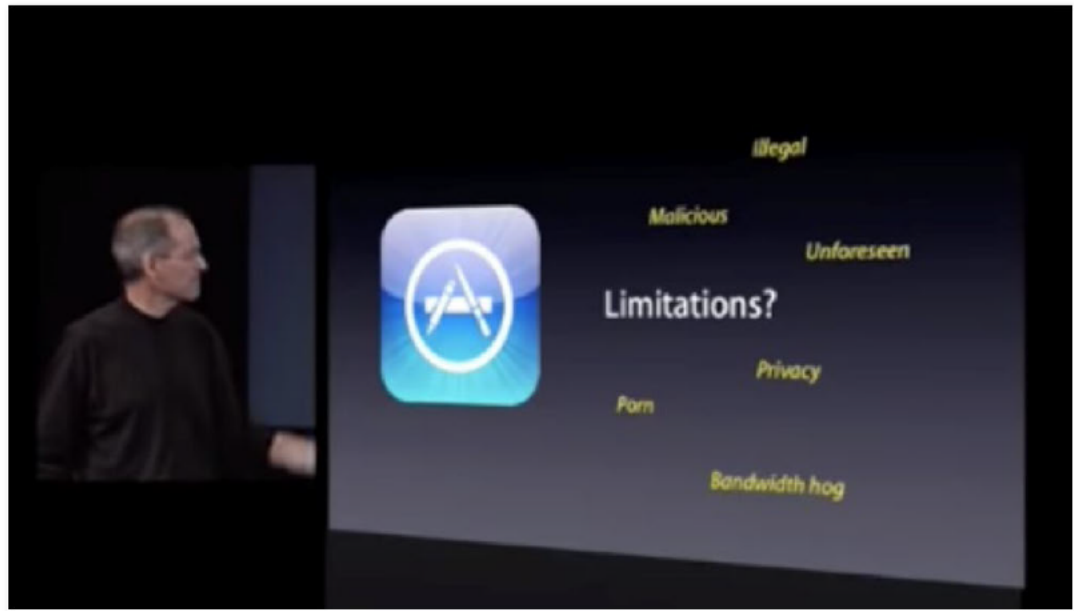 illegal
Malicious
Unforeseen
Limitations?
Privacy
Porn
Bandwidth hog